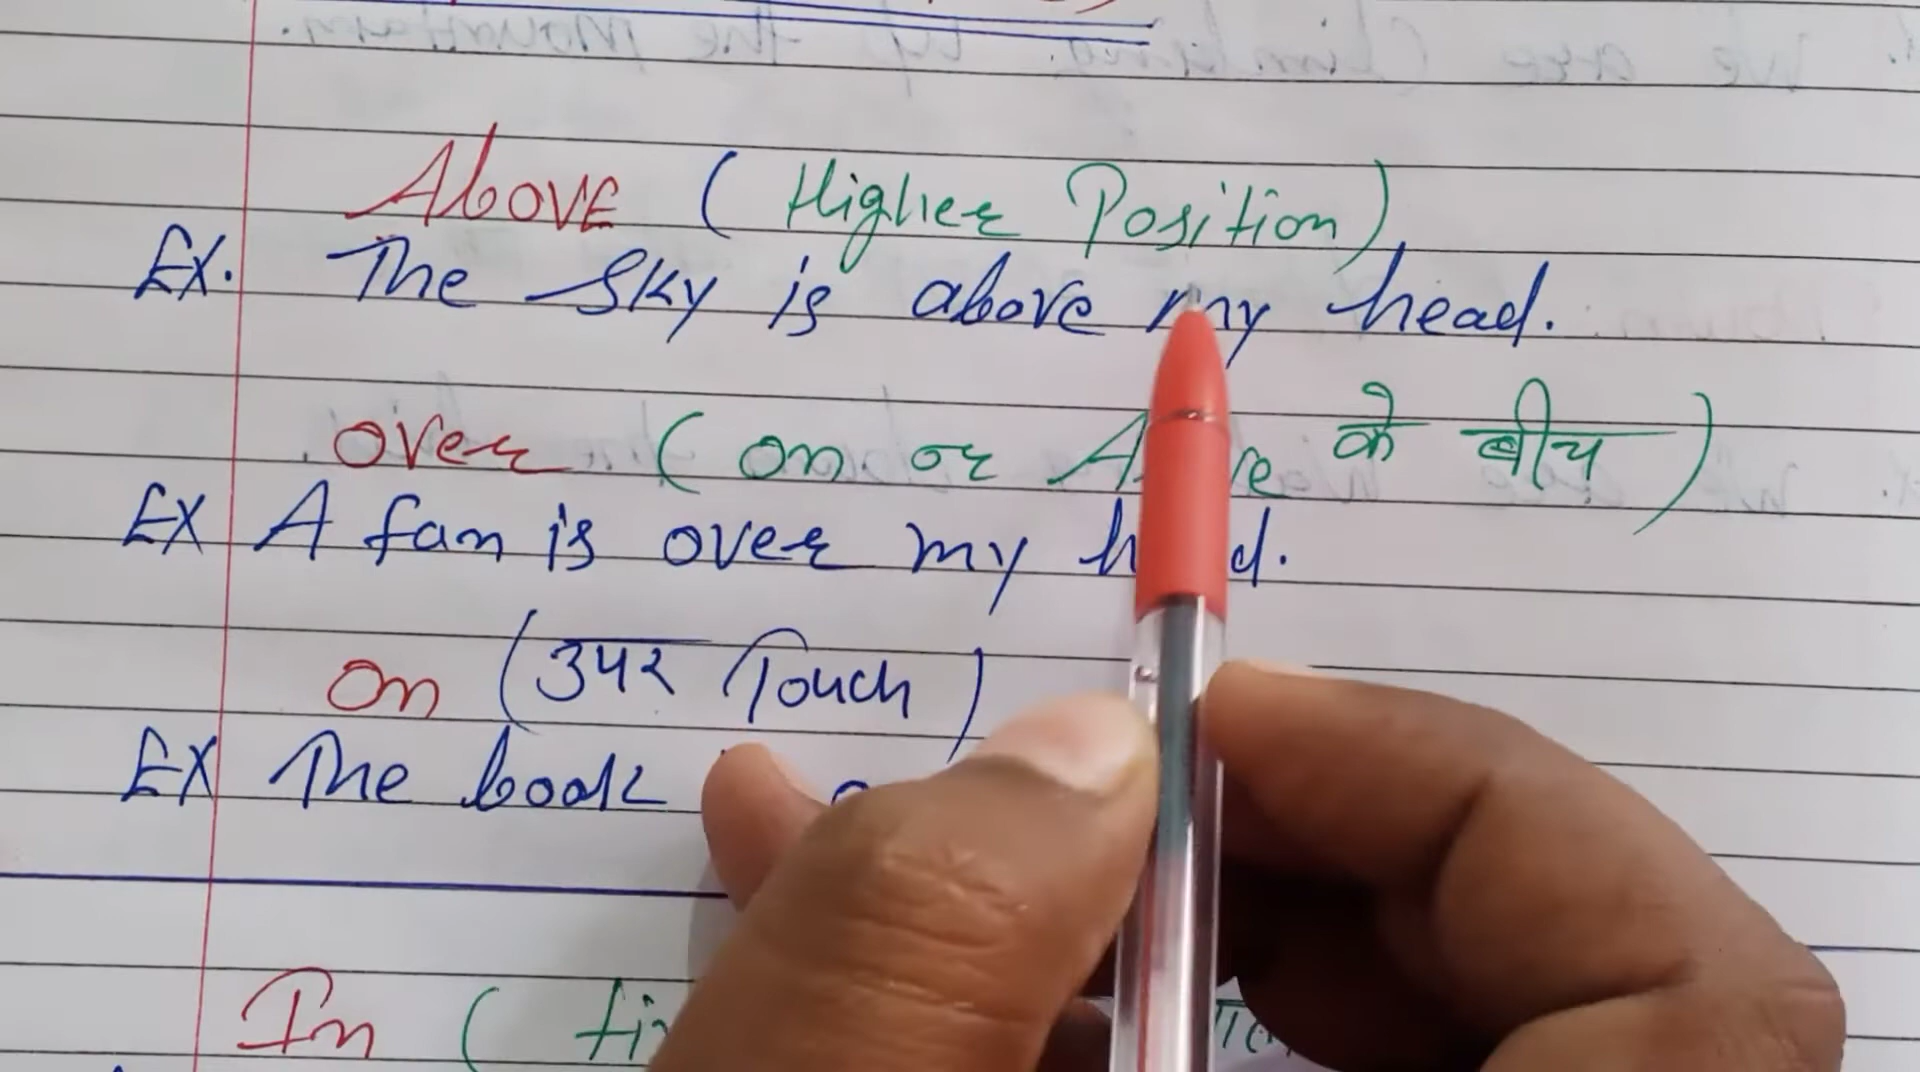 Above (Higher Position)
Ex. The Sky is above my head.
over (on or के बीच)
EX A fan is over my
on (उपर Touch)
EX The book
In (